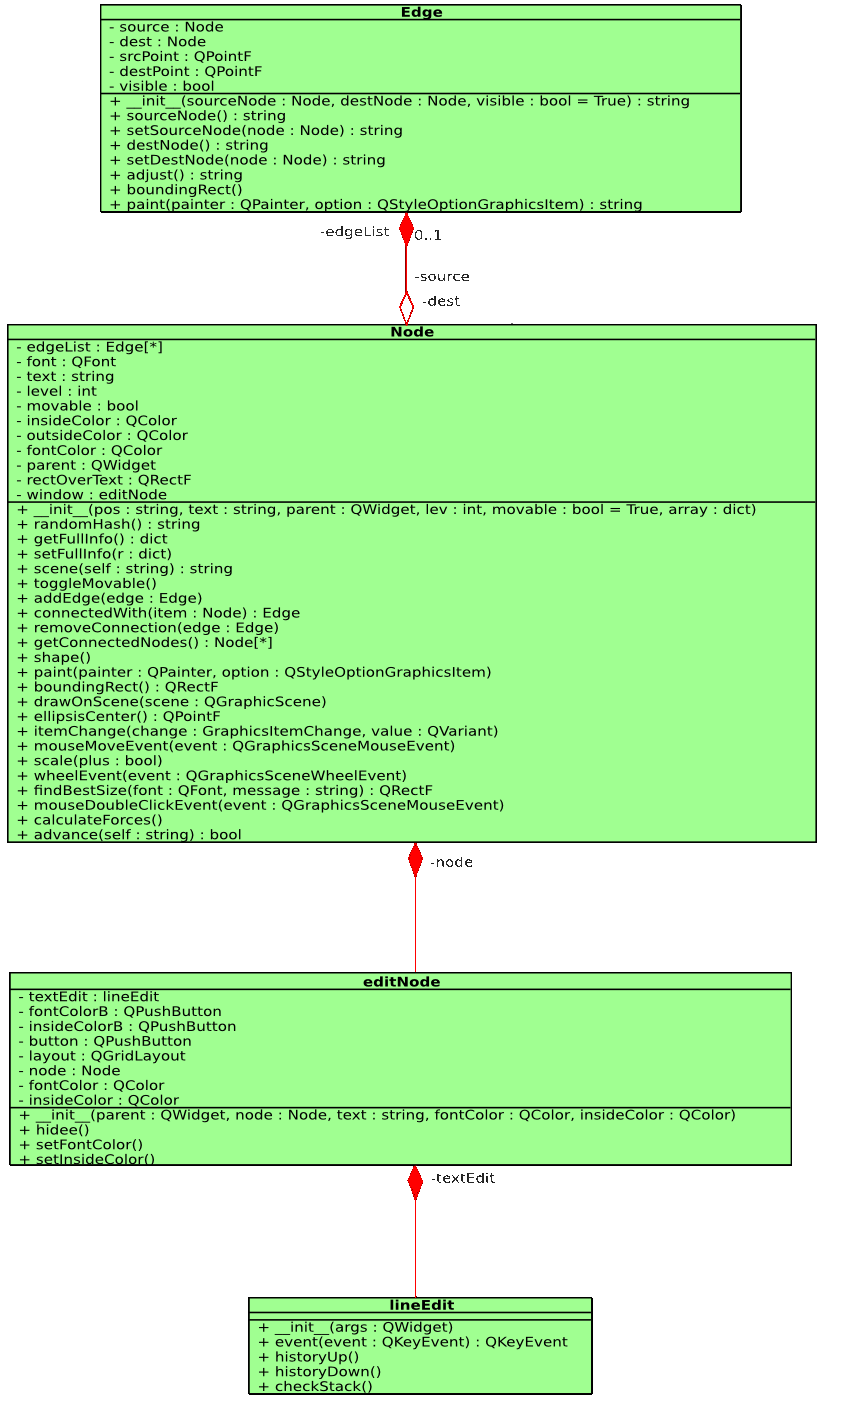 Edge
- source : Node
- dest : Node
- srcPoint : QPointF
- destPoint : QPointF
- visible : bool
+ __init__(sourceNode : Node, destNode : Node, visible : bool = True) : string
+ sourceNode() : string
+ setSourceNode(node : Node) : string
+ destNode() : string
+ setDestNode(node : Node) : string
+ adjust() : string
+ boundingRect()
+ paint(painter : QPainter, option : QStyleOptionGraphicsItem) : string
-edgeList
0..1
-source
-dest
Node
- edgeList : Edge[*]
- font : QFont
- text : string
- level : int
- movable : bool
- insideColor : QColor
- outsideColor : QColor
- fontColor : QColor
- parent : QWidget
- rectOverText : QRectF
- window : editNode
+ __init__(pos : string, text : string, parent : QWidget, lev : int, movable : bool = True, array : dict)
+ randomHash() : string
+ getFullInfo() : dict
+ setFullInfo(r : dict)
+ scene(self : string) : string
+ toggleMovable()
+ addEdge(edge : Edge)
+ connectedWith(item : Node) : Edge
+ removeConnection(edge : Edge)
+ getConnectedNodes() : Node[*]
+ shape()
+ paint(painter : QPainter, option : QStyleOptionGraphicsItem)
+ boundingRect() : QRectF
+ drawOnScene(scene : QGraphicScene)
+ ellipsisCenter() : QPointF
+ itemChange(change : GraphicsItemChange, value : QVariant)
+ mouseMoveEvent(event : QGraphicsSceneMouseEvent)
+ scale(plus : bool)
+ wheelEvent(event : QGraphicsSceneWheelEvent)
+ findBestSize(font : QFont, message : string) : QRectF
+ mouseDoubleClickEvent(event : QGraphicsSceneMouseEvent)
+ calculateForces()
+ advance(self : string) : bool
-node
editNode
- textEdit : lineEdit
- fontColorB : QPushButton
- insideColorB : QPushButton
- button : QPushButton
- layout : QGridLayout
- node : Node
- fontColor : QColor
- insideColor : QColor
+ __init__(parent : QWidget, node : Node, text : string, fontColor : QColor, insideColor : QColor)
+ hidee()
+ setFontColor()
+ setInsideColor()
-textEdit
lineEdit
+ __init__(args : QWidget)
+ event(event : QKeyEvent) : QKeyEvent
+ historyUp()
+ historyDown()
+ checkStack()